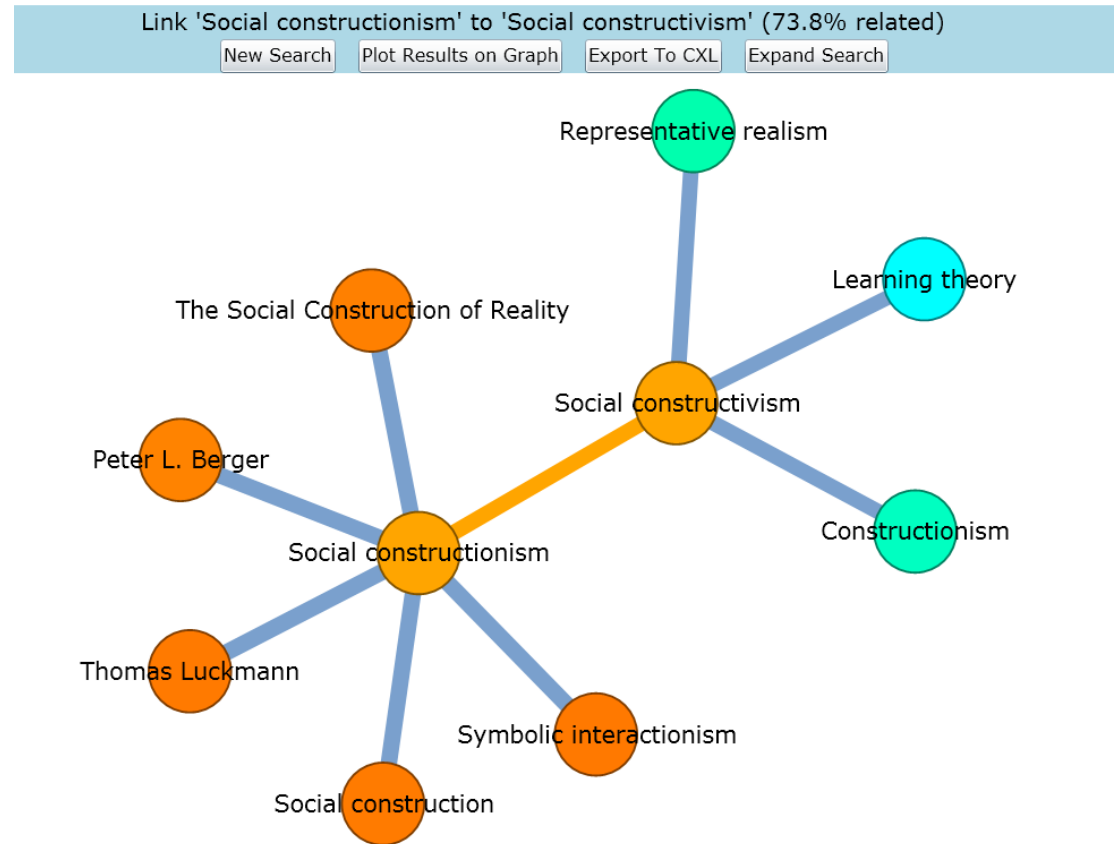 Link 'Social constructionism' to 'Social constructivism' (73.8% related)
New Search Plot Results on Graph Export To CXL Expand Search
Representative realism
Learning theory
The Social Construction of Reality
Social constructivism
Peter L. Berger
Constructionism
Social constructionism
Thomas Luckmann
Symbolic interactionism
Social construction